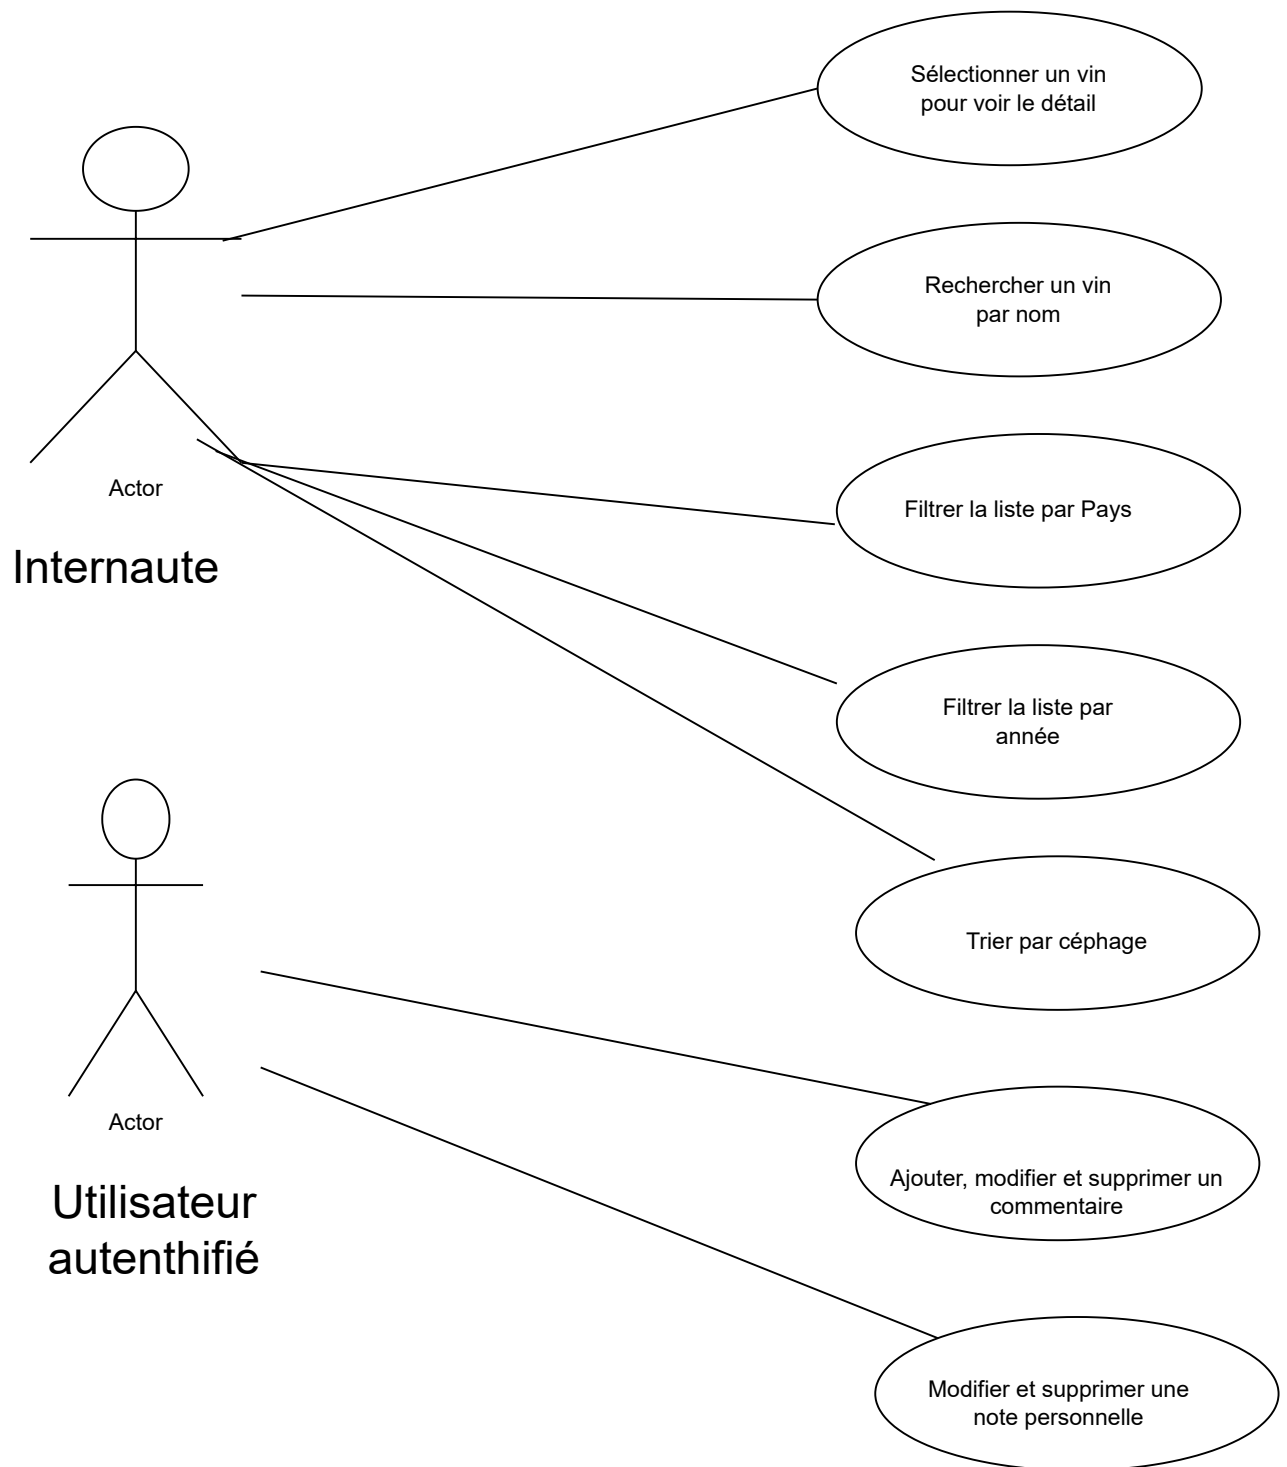 Sélectionner un vin
pour voir le détail
Rechercher un vin
par nom
Actor
Internaute
Filtrer la liste par Pays
Filtrer la liste par
année
Trier par céphage
Actor
Utilisateur
autenthifié
Ajouter, modifier et supprimer un
commentaire
Modifier et supprimer une
note personnelle